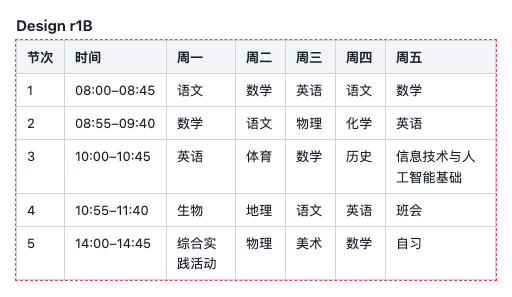 Design r1B
节次 时间 周一 周二 周三 周四 周五
1 08:00–08:45 语文 数学 英语 语文 数学
2 08:55–09:40 数学 语文 物理 化学 英语
3 10:00–10:45 英语 体育 数学 历史 信息技术与人
工智能基础
4 10:55–11:40 生物 地理 语文 英语 班会
5 14:00–14:45 综合实 物理 美术 数学 自习
践活动